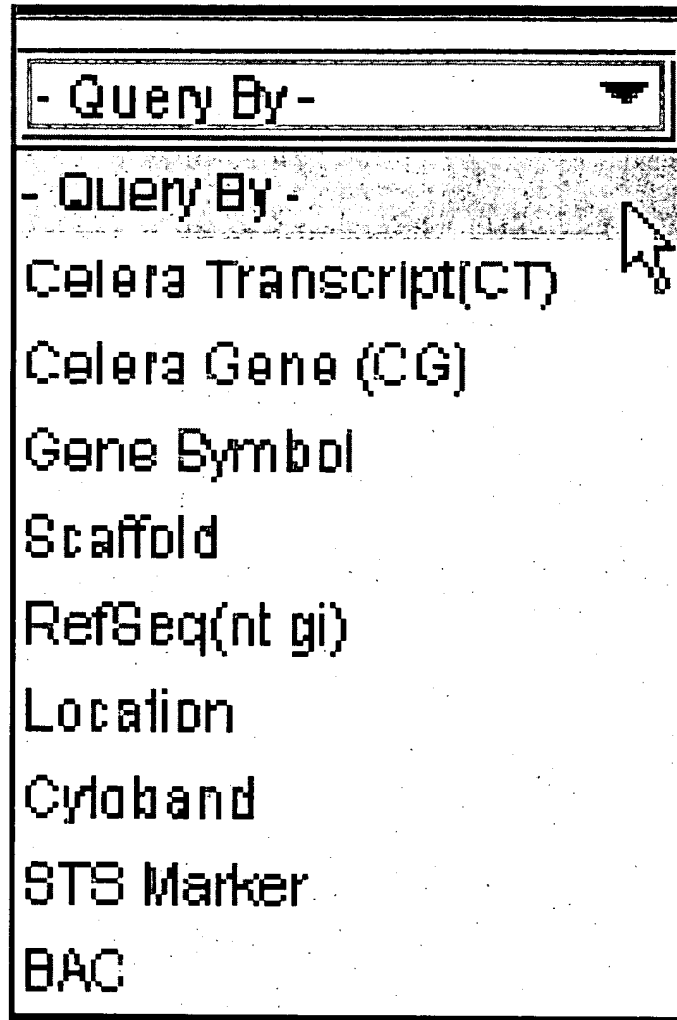 - Query By -
- Query By -
Celera Transcript(CT)
Celera Gene (CG)
Gene Symbol
Scaffold
RefSeq(nt gi)
Location
Cytoband
STS Marker
BAC